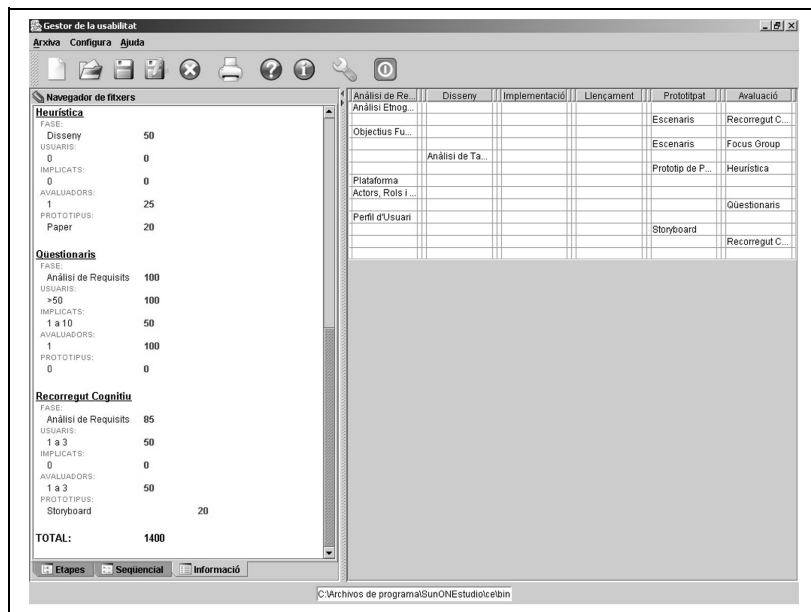 Gestor de la usabilitat
Arxiva Configura Ajuda
Navegador de fitxers
Heurística
FASE:
Disseny 50
USUARIS:
0 0
IMPLICATS:
0 0
AVALUADORS:
1 25
PROTOTIPUS:
Paper 20
Qüestionaris
FASE:
Anàlisi de Requisits 100
USUARIS:
>50 100
IMPLICATS:
1 a 10 50
AVALUADORS:
1 100
PROTOTIPUS:
0 0
Recorregut Cognitiu
FASE:
Anàlisi de Requisits 85
USUARIS:
1 a 3 50
IMPLICATS:
0 0
AVALUADORS:
1 a 3 50
PROTOTIPUS:
Storyboard 20
TOTAL: 1400
Etapes Seqüencial Informació
Anàlisi de Re... Disseny Implementació Llençament Prototitpat Avaluació
Anàlisi Etnog...
Escenaris Recorregut C...
Objectius Fu...
Escenaris Focus Group
Anàlisi de Ta...
Prototip de P... Heurística
Plataforma
Actors, Rols i ...
Qüestionaris
Perfil d'Usuari
Storyboard
Recorregut C...
C:\Archivos de programa\SunONEstudio\ce\bin